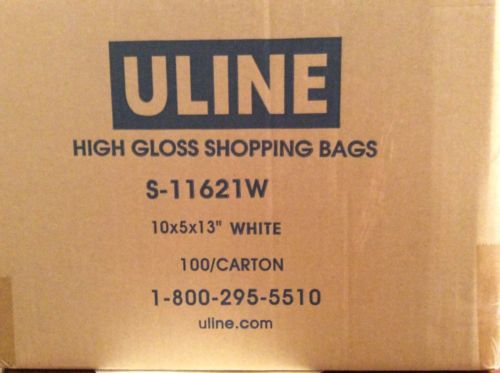 ULINE
HIGH GLOSS SHOPPING BAGS
S-11621W
10x5x13" WHITE
100/CARTON
1-800-295-5510
uline.com